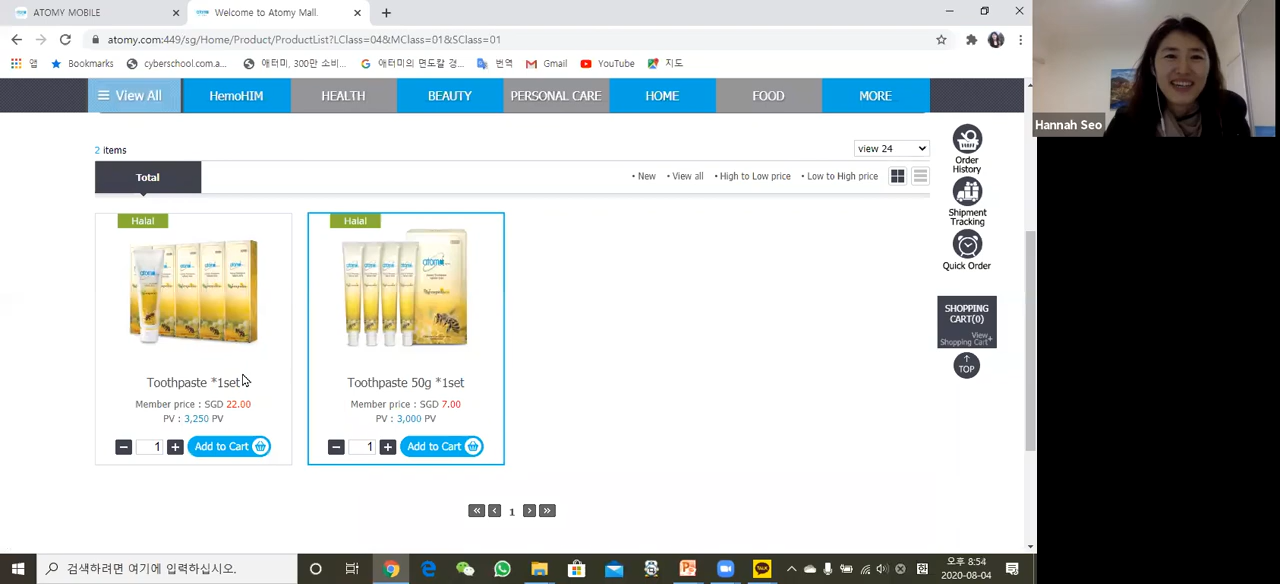 ATOMY MOBILE
Welcome to Atomy Mall.
atomy.com:449/sg/Home/Product/ProductList?LClass=04&MClass=01&SClass=01
앱
Bookmarks
cyberschool.com.a...
애터미, 300만 소비...
애터미의 면도칼 경...
번역
Gmail
YouTube
지도
View All
HemoHIM
HEALTH
BEAUTY
PERSONAL CARE
HOME
FOOD
MORE
Hannah Seo
2 items
view 24
Total
• New • View all • High to Low price • Low to High price
Order
History
Shipment
Tracking
Quick Order
SHOPPING
CART(0)
View
Shopping Cart+
TOP
Halal
atomy
Toothpaste *1set
Member price : SGD 22.00
PV : 3,250 PV
1
Add to Cart
Halal
atomy
Toothpaste 50g *1set
Member price : SGD 7.00
PV : 3,000 PV
1
Add to Cart
1
검색하려면 여기에 입력하십시오.
TALK
오후 8:54
2020-08-04